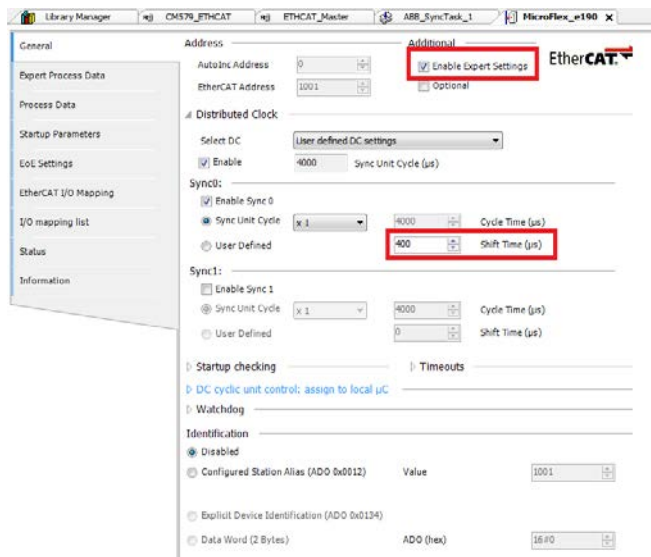 Library Manager CM579_ETHCAT ETHCAT_Master ABB_SyncTask_1 MicroFlex_e190 x
General
Expert Process Data
Process Data
Startup Parameters
EoE Settings
EtherCAT I/O Mapping
I/O mapping list
Status
Information
Address Additional
AutoInc Address 0 Enable Expert Settings EtherCAT.
EtherCAT Address 1001 Optional
Distributed Clock
Select DC User defined DC settings
Enable 4000 Sync Unit Cycle (µs)
Sync0:
Enable Sync 0
Sync Unit Cycle x 1 4000 Cycle Time (µs)
User Defined 400 Shift Time (µs)
Sync1:
Enable Sync 1
Sync Unit Cycle x 1 4000 Cycle Time (µs)
User Defined 0 Shift Time (µs)
Startup checking Timeouts
DC cyclic unit control: assign to local µC
Watchdog
Identification
Disabled
Configured Station Alias (ADO 0x0012) Value 1001
Explicit Device Identification (ADO 0x0134)
Data Word (2 Bytes) ADO (hex) 16#0